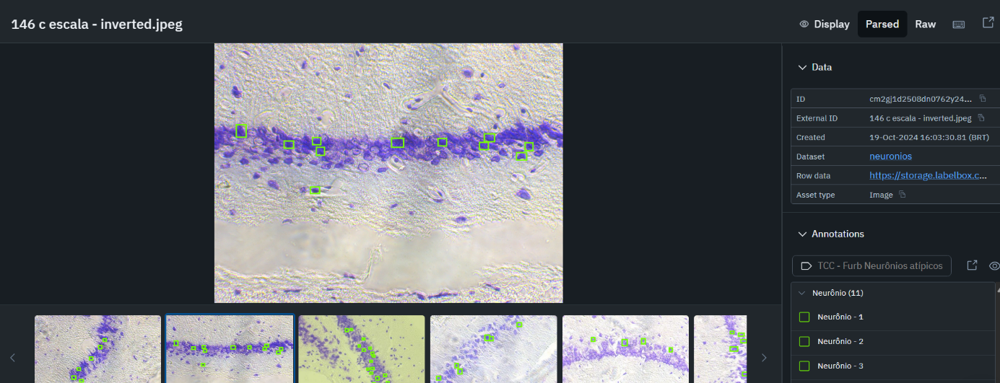 146 c escala - inverted.jpeg
Display Parsed Raw
Data
ID cm2gj1d2508dn0762y24...
External ID 146 c escala - inverted.jpeg
Created 19-Oct-2024 16:03:30.81 (BRT)
Dataset neuronios
Row data https://storage.labelbox.c...
Asset type Image
Annotations
TCC - Furb Neurônios atípicos
Neurônio (11)
Neurônio - 1
Neurônio - 2
Neurônio - 3